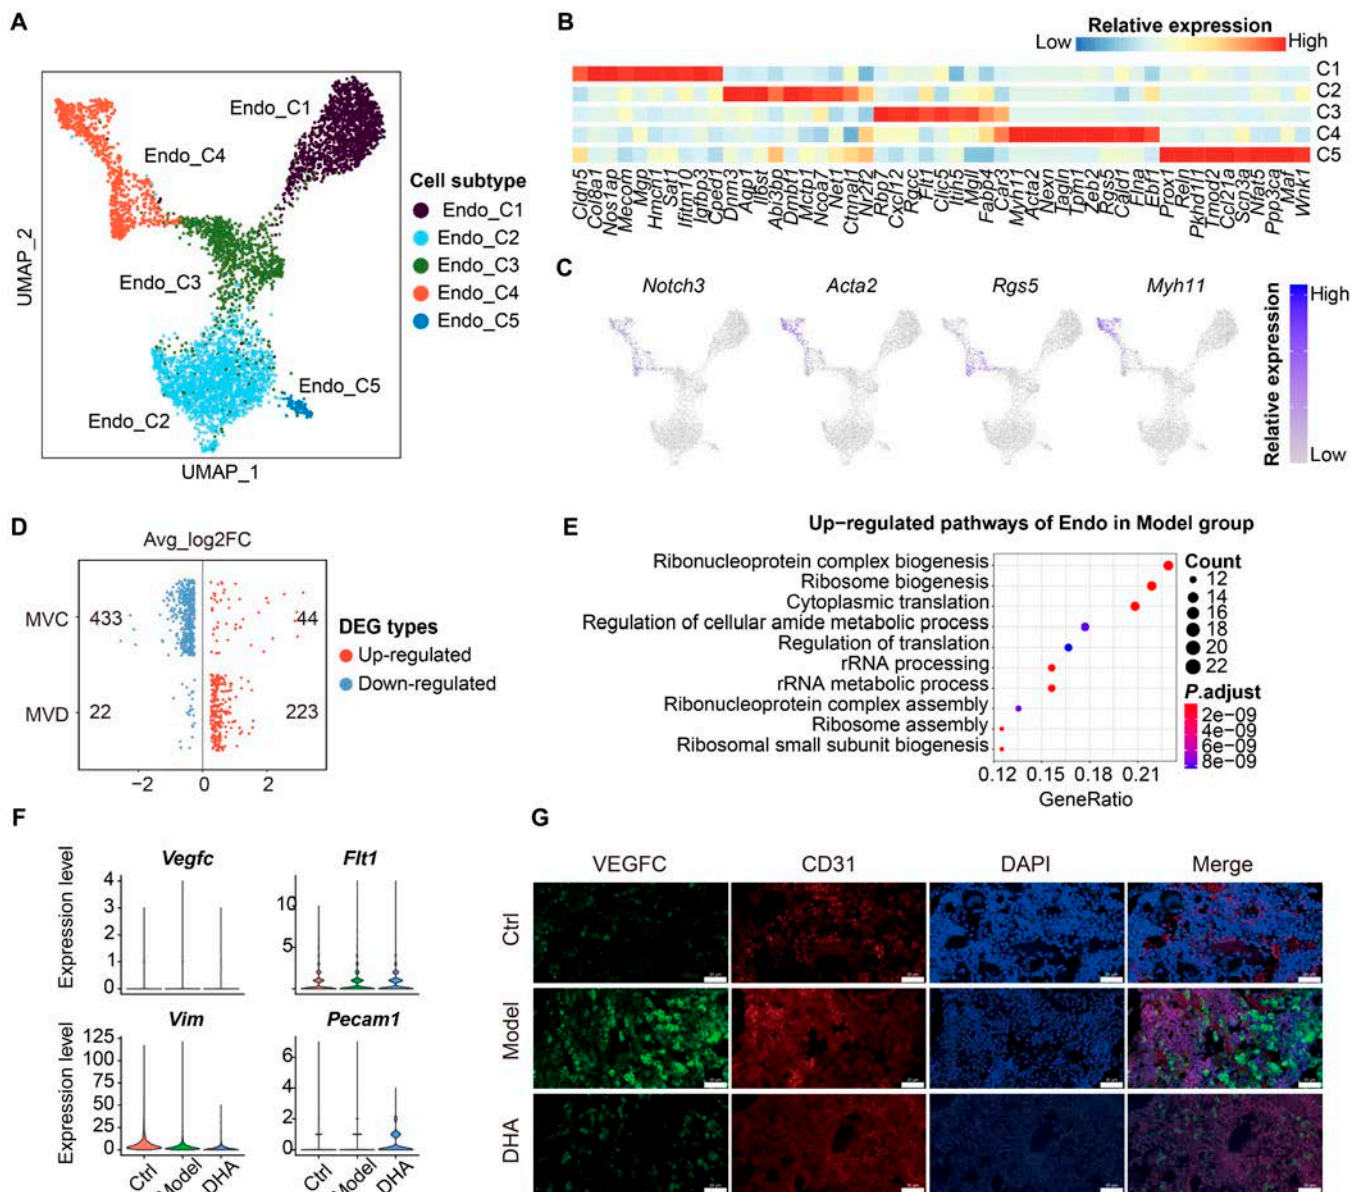 A
Endo_C1
Endo_C4
Endo_C3
Endo_C5
Endo_C2
UMAP_2
UMAP_1
Cell subtype
Endo_C1
Endo_C2
Endo_C3
Endo_C4
Endo_C5
B
Relative expression
Low High
C1
C2
C3
C4
C5
Cldn5 Col8a1 Nos1ap Mecom Mgp Hmcn1 Sat1 Ifitm10 Igfbp3 Cped1 Dnm3 Aqp1 Il6st Abi3bp Dmbt1 Mctp1 Ncoa7 Net1 Ctnnal1 Nr2f2 Rbp7 Cxcl12 Rgcc Flt1 Clic5 Itih5 Mgll Fabp4 Car3 Myh11 Acta2 Nexn Tagln Tpm1 Zeb2 Rgs5 Cald1 Flna Ebf1 Prox1 Reln Pkhd1l1 Tmod2 Ccl21a Scn3a Nfat5 Ppp3ca Maf Wnk1
C
Notch3 Acta2 Rgs5 Myh11
Relative expression
High
Low
D
Avg_log2FC
MVC 433 44
MVD 22 223
−2 0 2
DEG types
Up-regulated
Down-regulated
E
Up−regulated pathways of Endo in Model group
Ribonucleoprotein complex biogenesis
Ribosome biogenesis
Cytoplasmic translation
Regulation of cellular amide metabolic process
Regulation of translation
rRNA processing
rRNA metabolic process
Ribonucleoprotein complex assembly
Ribosome assembly
Ribosomal small subunit biogenesis
0.12 0.15 0.18 0.21
GeneRatio
Count
12
14
16
18
20
22
P.adjust
2e−09
4e−09
6e−09
8e−09
F
Vegfc Flt1
Expression level
4
3
2
1
0
10
5
Vim Pecam1
Expression level
125
100
75
50
25
0
6
4
2
0
Ctrl Model DHA
Ctrl Model DHA
G
VEGFC CD31 DAPI Merge
Ctrl
Model
DHA